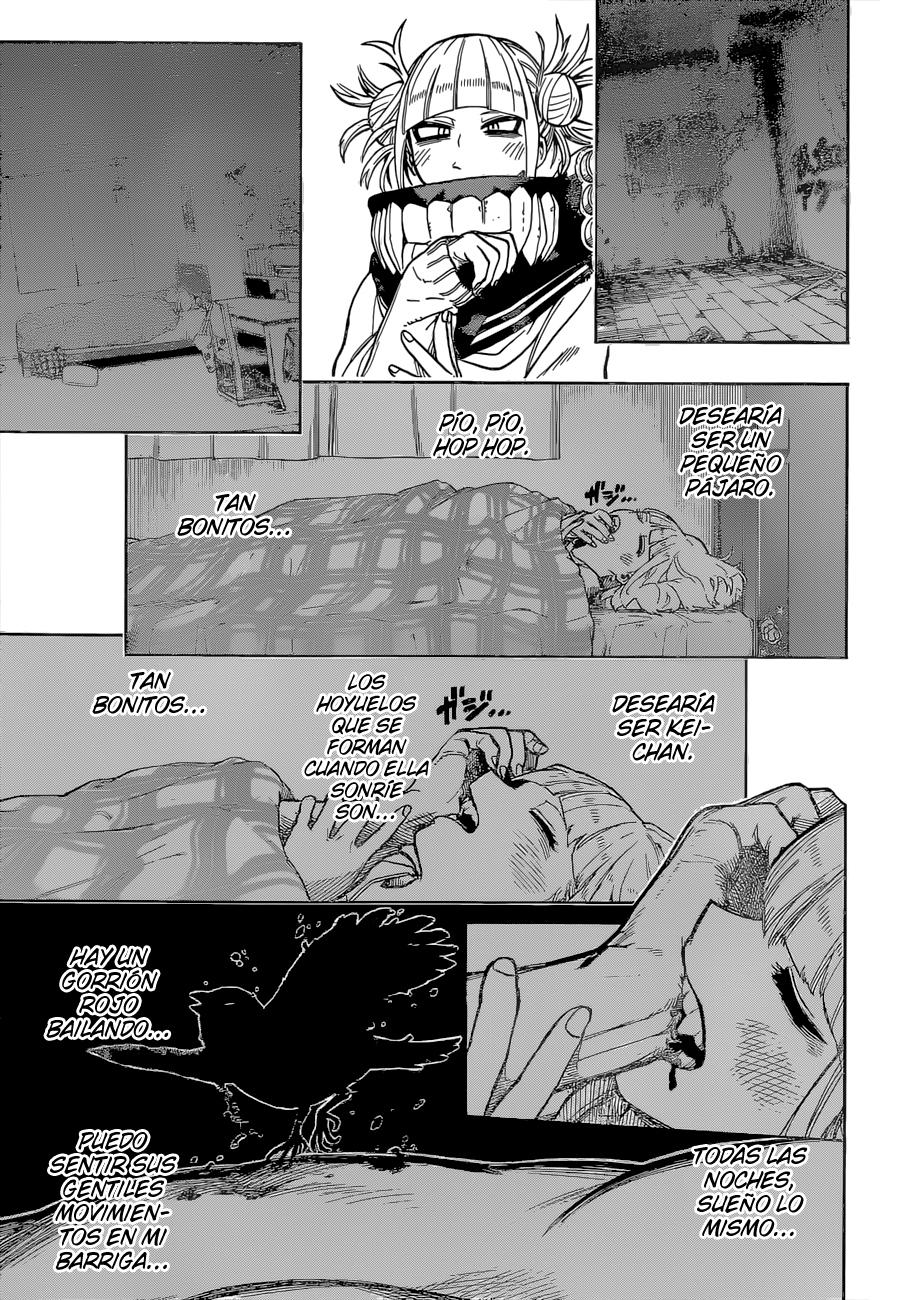 DESEARÍA
SER UN
PEQUEÑO
PÁJARO.
PÍO, PÍO,
HOP HOP.
ガジ…
TAN
BONITOS...
DESEARÍA
SER KEI-
CHAN.
ガジ…
LOS
HOYUELOS
QUE SE
FORMAN
CUANDO ELLA
SONRÍE
SON...
TAN
BONITOS...
TODAS LAS
NOCHES,
SUEÑO LO
MISMO...
HAY UN
GORRIÓN
ROJO
BAILANDO...
PUEDO
SENTIR SUS
GENTILES
MOVIMIEN-
TOS EN MI
BARRIGA...